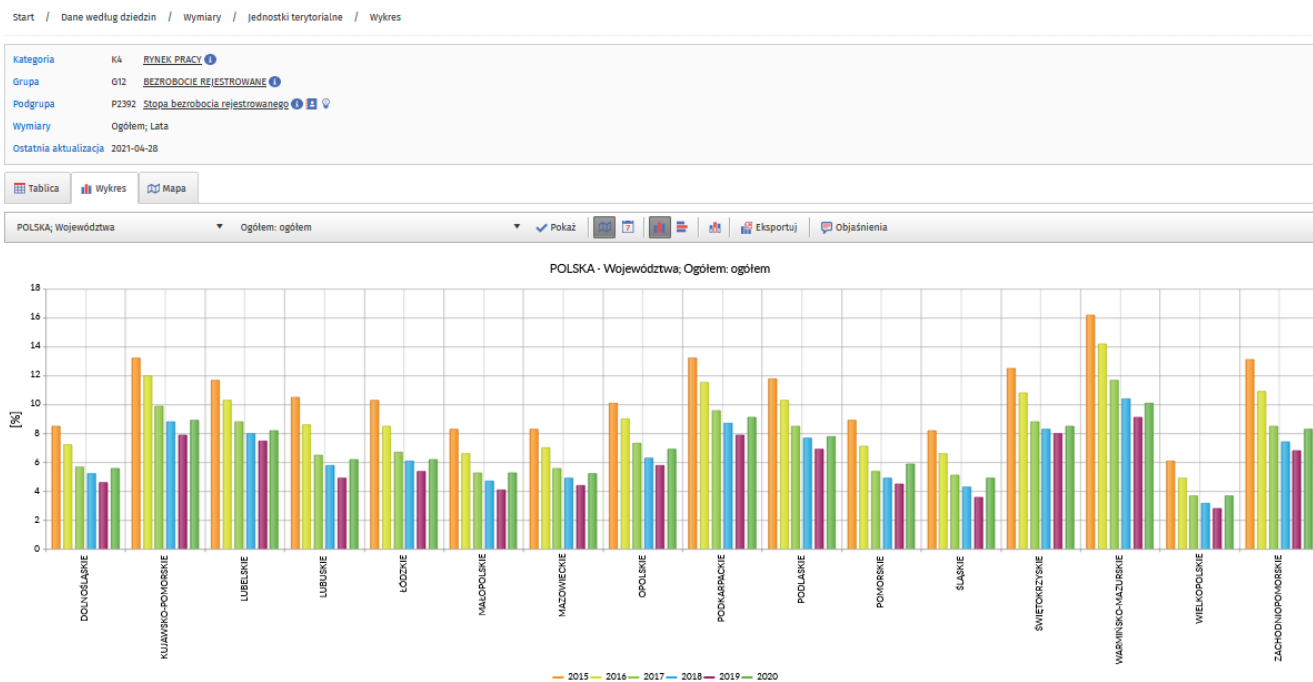 Start / Dane według dziedzin / Wymiary / Jednostki terytorialne / Wykres
Kategoria K4 RYNEK PRACY
Grupa G12 BEZROBOCIE REJESTROWANE
Podgrupa P2392 Stopa bezrobocia rejestrowanego
Wymiary Ogółem; Lata
Ostatnia aktualizacja 2021-04-28
Tablica Wykres Mapa
POLSKA; Województwa Ogółem: ogółem Pokaż 7 Eksportuj Objaśnienia
POLSKA - Województwa; Ogółem: ogółem
[%]
18
16
14
12
10
8
6
4
2
0
DOLNOŚLĄSKIE
KUJAWSKO-POMORSKIE
LUBELSKIE
LUBUSKIE
ŁÓDZKIE
MAŁOPOLSKIE
MAZOWIECKIE
OPOLSKIE
PODKARPACKIE
PODLASKIE
POMORSKIE
ŚLĄSKIE
ŚWIĘTOKRZYSKIE
WARMIŃSKO-MAZURSKIE
WIELKOPOLSKIE
ZACHODNIOPOMORSKIE
2015 2016 2017 2018 2019 2020